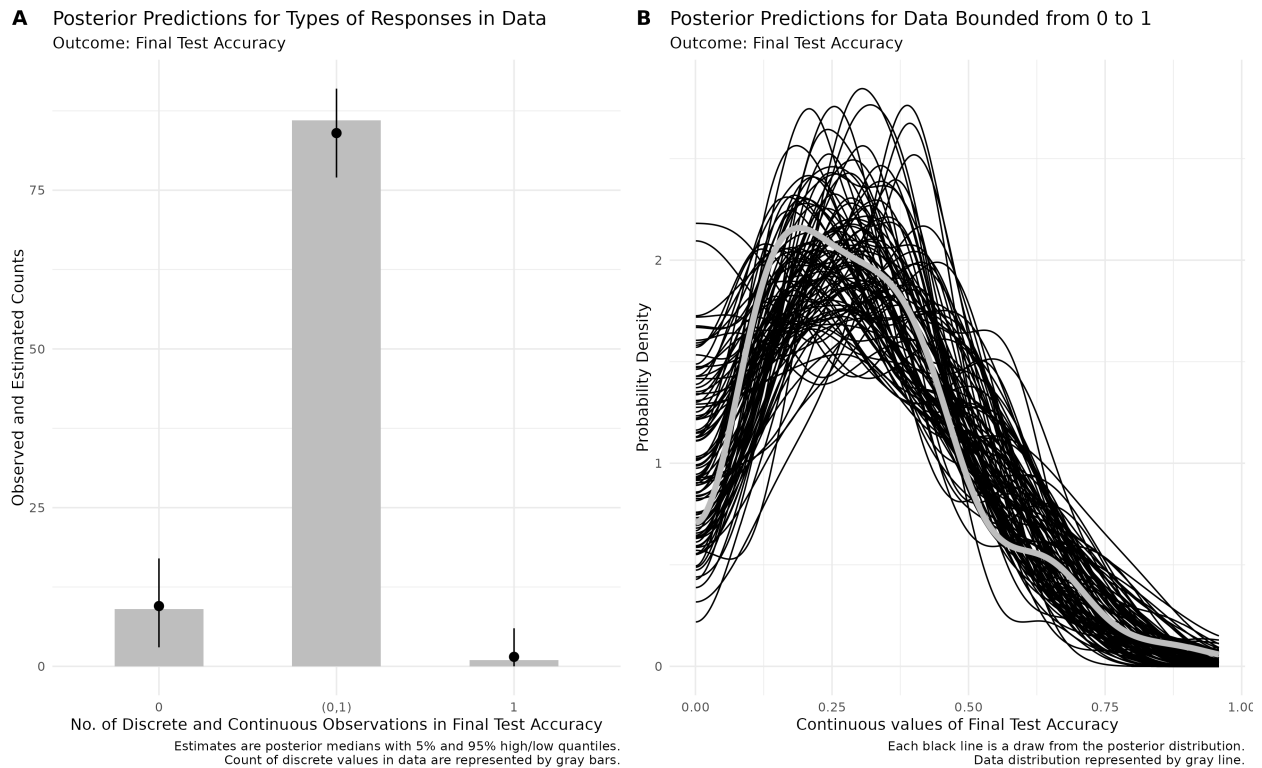 A Posterior Predictions for Types of Responses in Data
Outcome: Final Test Accuracy
Observed and Estimated Counts
75
50
25
0
0 (0,1) 1
No. of Discrete and Continuous Observations in Final Test Accuracy
Estimates are posterior medians with 5% and 95% high/low quantiles.
Count of discrete values in data are represented by gray bars.
B Posterior Predictions for Data Bounded from 0 to 1
Outcome: Final Test Accuracy
Probability Density
2
1
0
0.00 0.25 0.50 0.75 1.00
Continuous values of Final Test Accuracy
Each black line is a draw from the posterior distribution.
Data distribution represented by gray line.